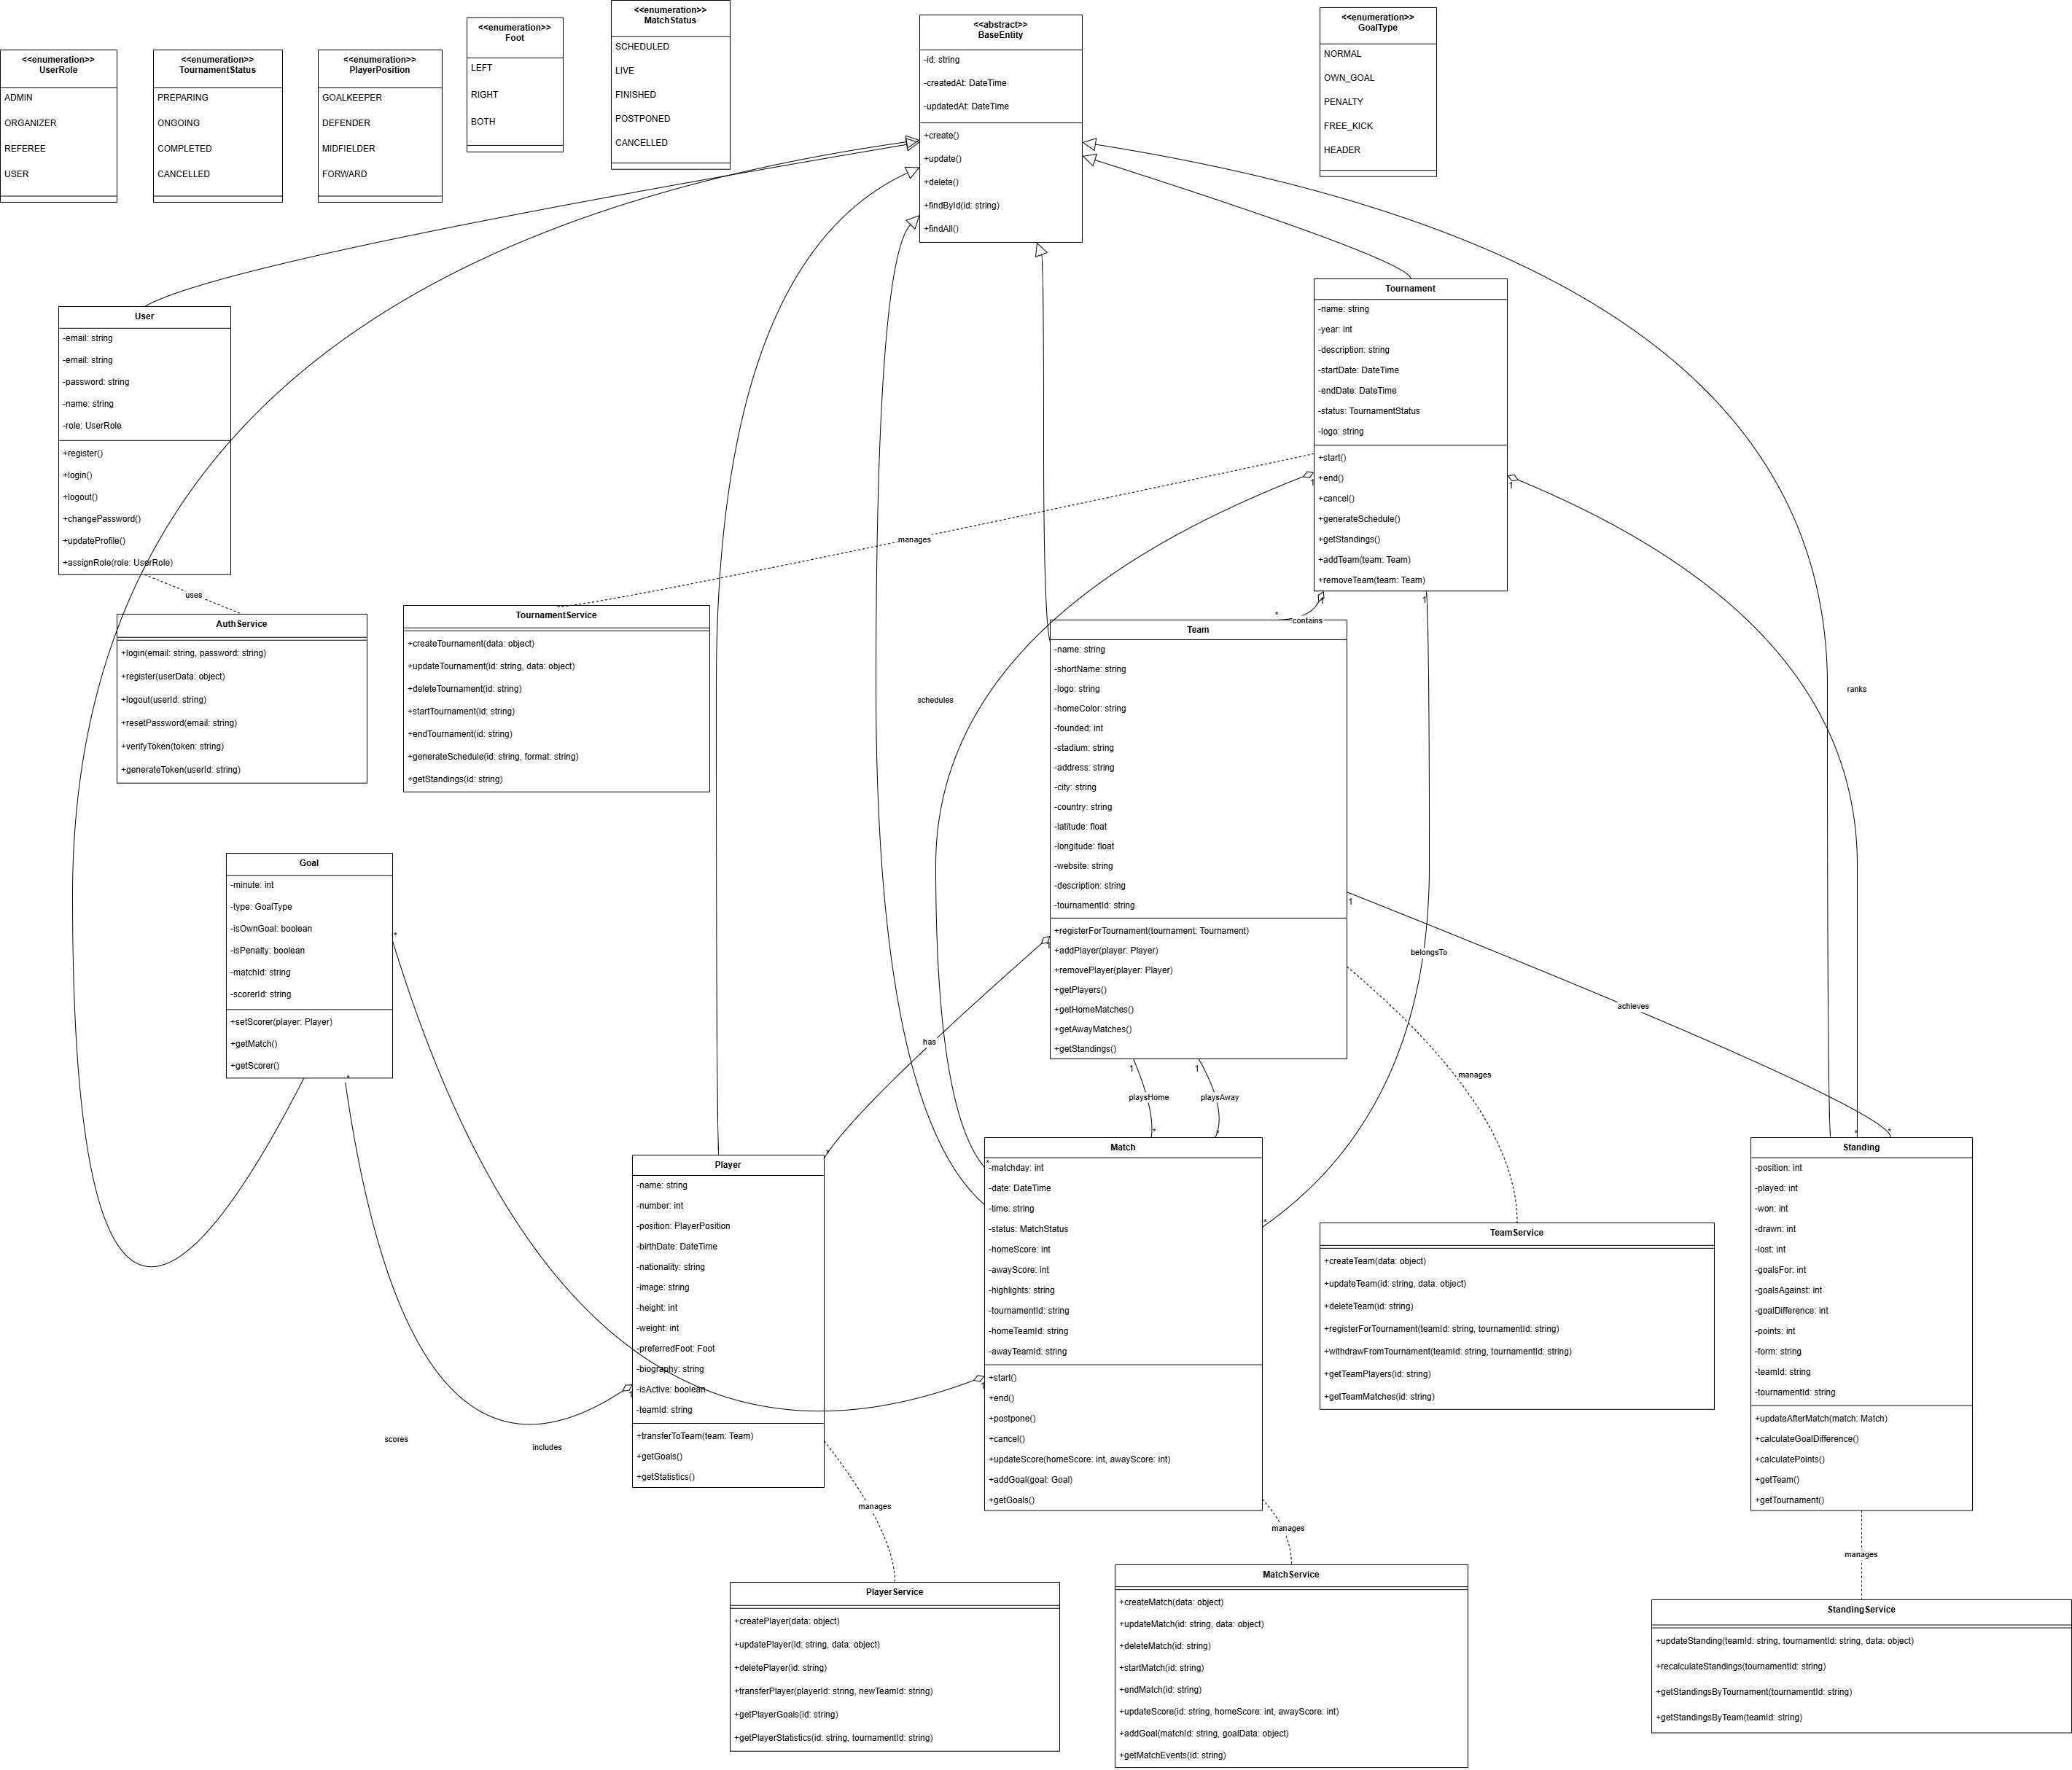 <<enumeration>>
UserRole
ADMIN
ORGANIZER
REFEREE
USER
<<enumeration>>
TournamentStatus
PREPARING
ONGOING
COMPLETED
CANCELLED
<<enumeration>>
PlayerPosition
GOALKEEPER
DEFENDER
MIDFIELDER
FORWARD
<<enumeration>>
Foot
LEFT
RIGHT
BOTH
<<enumeration>>
MatchStatus
SCHEDULED
LIVE
FINISHED
POSTPONED
CANCELLED
<<abstract>>
BaseEntity
-id: string
-createdAt: DateTime
-updatedAt: DateTime
+create()
+update()
+delete()
+findById(id: string)
+findAll()
<<enumeration>>
GoalType
NORMAL
OWN_GOAL
PENALTY
FREE_KICK
HEADER
User
-email: string
-email: string
-password: string
-name: string
-role: UserRole
+register()
+login()
+logout()
+changePassword()
+updateProfile()
+assignRole(role: UserRole)
uses
Tournament
-name: string
-year: int
-description: string
-startDate: DateTime
-endDate: DateTime
-status: TournamentStatus
-logo: string
+start()
+end()
+cancel()
+generateSchedule()
+getStandings()
+addTeam(team: Team)
+removeTeam(team: Team)
1
1
1
1
manages
AuthService
+login(email: string, password: string)
+register(userData: object)
+logout(userId: string)
+resetPassword(email: string)
+verifyToken(token: string)
+generateToken(userId: string)
TournamentService
+createTournament(data: object)
+updateTournament(id: string, data: object)
+deleteTournament(id: string)
+startTournament(id: string)
+endTournament(id: string)
+generateSchedule(id: string, format: string)
+getStandings(id: string)
*
contains
schedules
ranks
Team
-name: string
-shortName: string
-logo: string
-homeColor: string
-founded: int
-stadium: string
-address: string
-city: string
-country: string
-latitude: float
-longitude: float
-website: string
-description: string
-tournamentId: string
+registerForTournament(tournament: Tournament)
+addPlayer(player: Player)
+removePlayer(player: Player)
+getPlayers()
+getHomeMatches()
+getAwayMatches()
+getStandings()
1
1
1
1
belongsTo
achieves
has
manages
playsHome
playsAway
Goal
-minute: int
-type: GoalType
-isOwnGoal: boolean
-isPenalty: boolean
-matchId: string
-scorerId: string
+setScorer(player: Player)
+getMatch()
+getScorer()
*
*
scores
includes
Player
-name: string
-number: int
-position: PlayerPosition
-birthDate: DateTime
-nationality: string
-image: string
-height: int
-weight: int
-preferredFoot: Foot
-biography: string
-isActive: boolean
-teamId: string
+transferToTeam(team: Team)
+getGoals()
+getStatistics()
*
1
manages
Match
-matchday: int
-date: DateTime
-time: string
-status: MatchStatus
-homeScore: int
-awayScore: int
-highlights: string
-tournamentId: string
-homeTeamId: string
-awayTeamId: string
+start()
+end()
+postpone()
+cancel()
+updateScore(homeScore: int, awayScore: int)
+addGoal(goal: Goal)
+getGoals()
*
*
*
*
1
manages
TeamService
+createTeam(data: object)
+updateTeam(id: string, data: object)
+deleteTeam(id: string)
+registerForTournament(teamId: string, tournamentId: string)
+withdrawFromTournament(teamId: string, tournamentId: string)
+getTeamPlayers(id: string)
+getTeamMatches(id: string)
*
*
Standing
-position: int
-played: int
-won: int
-drawn: int
-lost: int
-goalsFor: int
-goalsAgainst: int
-goalDifference: int
-points: int
-form: string
-teamId: string
-tournamentId: string
+updateAfterMatch(match: Match)
+calculateGoalDifference()
+calculatePoints()
+getTeam()
+getTournament()
manages
PlayerService
+createPlayer(data: object)
+updatePlayer(id: string, data: object)
+deletePlayer(id: string)
+transferPlayer(playerId: string, newTeamId: string)
+getPlayerGoals(id: string)
+getPlayerStatistics(id: string, tournamentId: string)
MatchService
+createMatch(data: object)
+updateMatch(id: string, data: object)
+deleteMatch(id: string)
+startMatch(id: string)
+endMatch(id: string)
+updateScore(id: string, homeScore: int, awayScore: int)
+addGoal(matchId: string, goalData: object)
+getMatchEvents(id: string)
StandingService
+updateStanding(teamId: string, tournamentId: string, data: object)
+recalculateStandings(tournamentId: string)
+getStandingsByTournament(tournamentId: string)
+getStandingsByTeam(teamId: string)